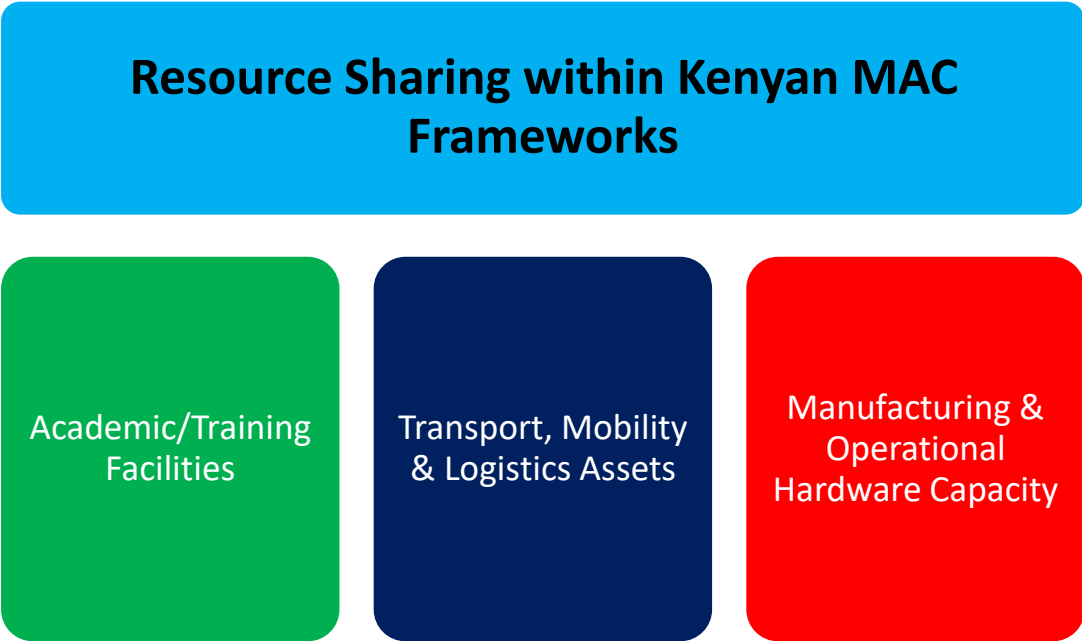 Resource Sharing within Kenyan MAC
Frameworks
Academic/Training
Facilities
Transport, Mobility
& Logistics Assets
Manufacturing &
Operational
Hardware Capacity